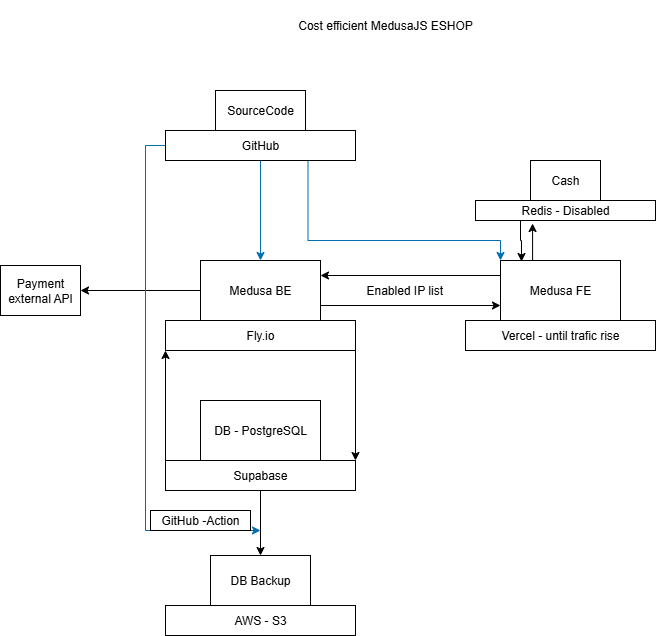 Cost efficient MedusaJS ESHOP
SourceCode
GitHub
Cash
Redis - Disabled
Payment
external API
Medusa BE
Enabled IP list
Medusa FE
Fly.io
Vercel - until trafic rise
DB - PostgreSQL
Supabase
GitHub -Action
DB Backup
AWS - S3